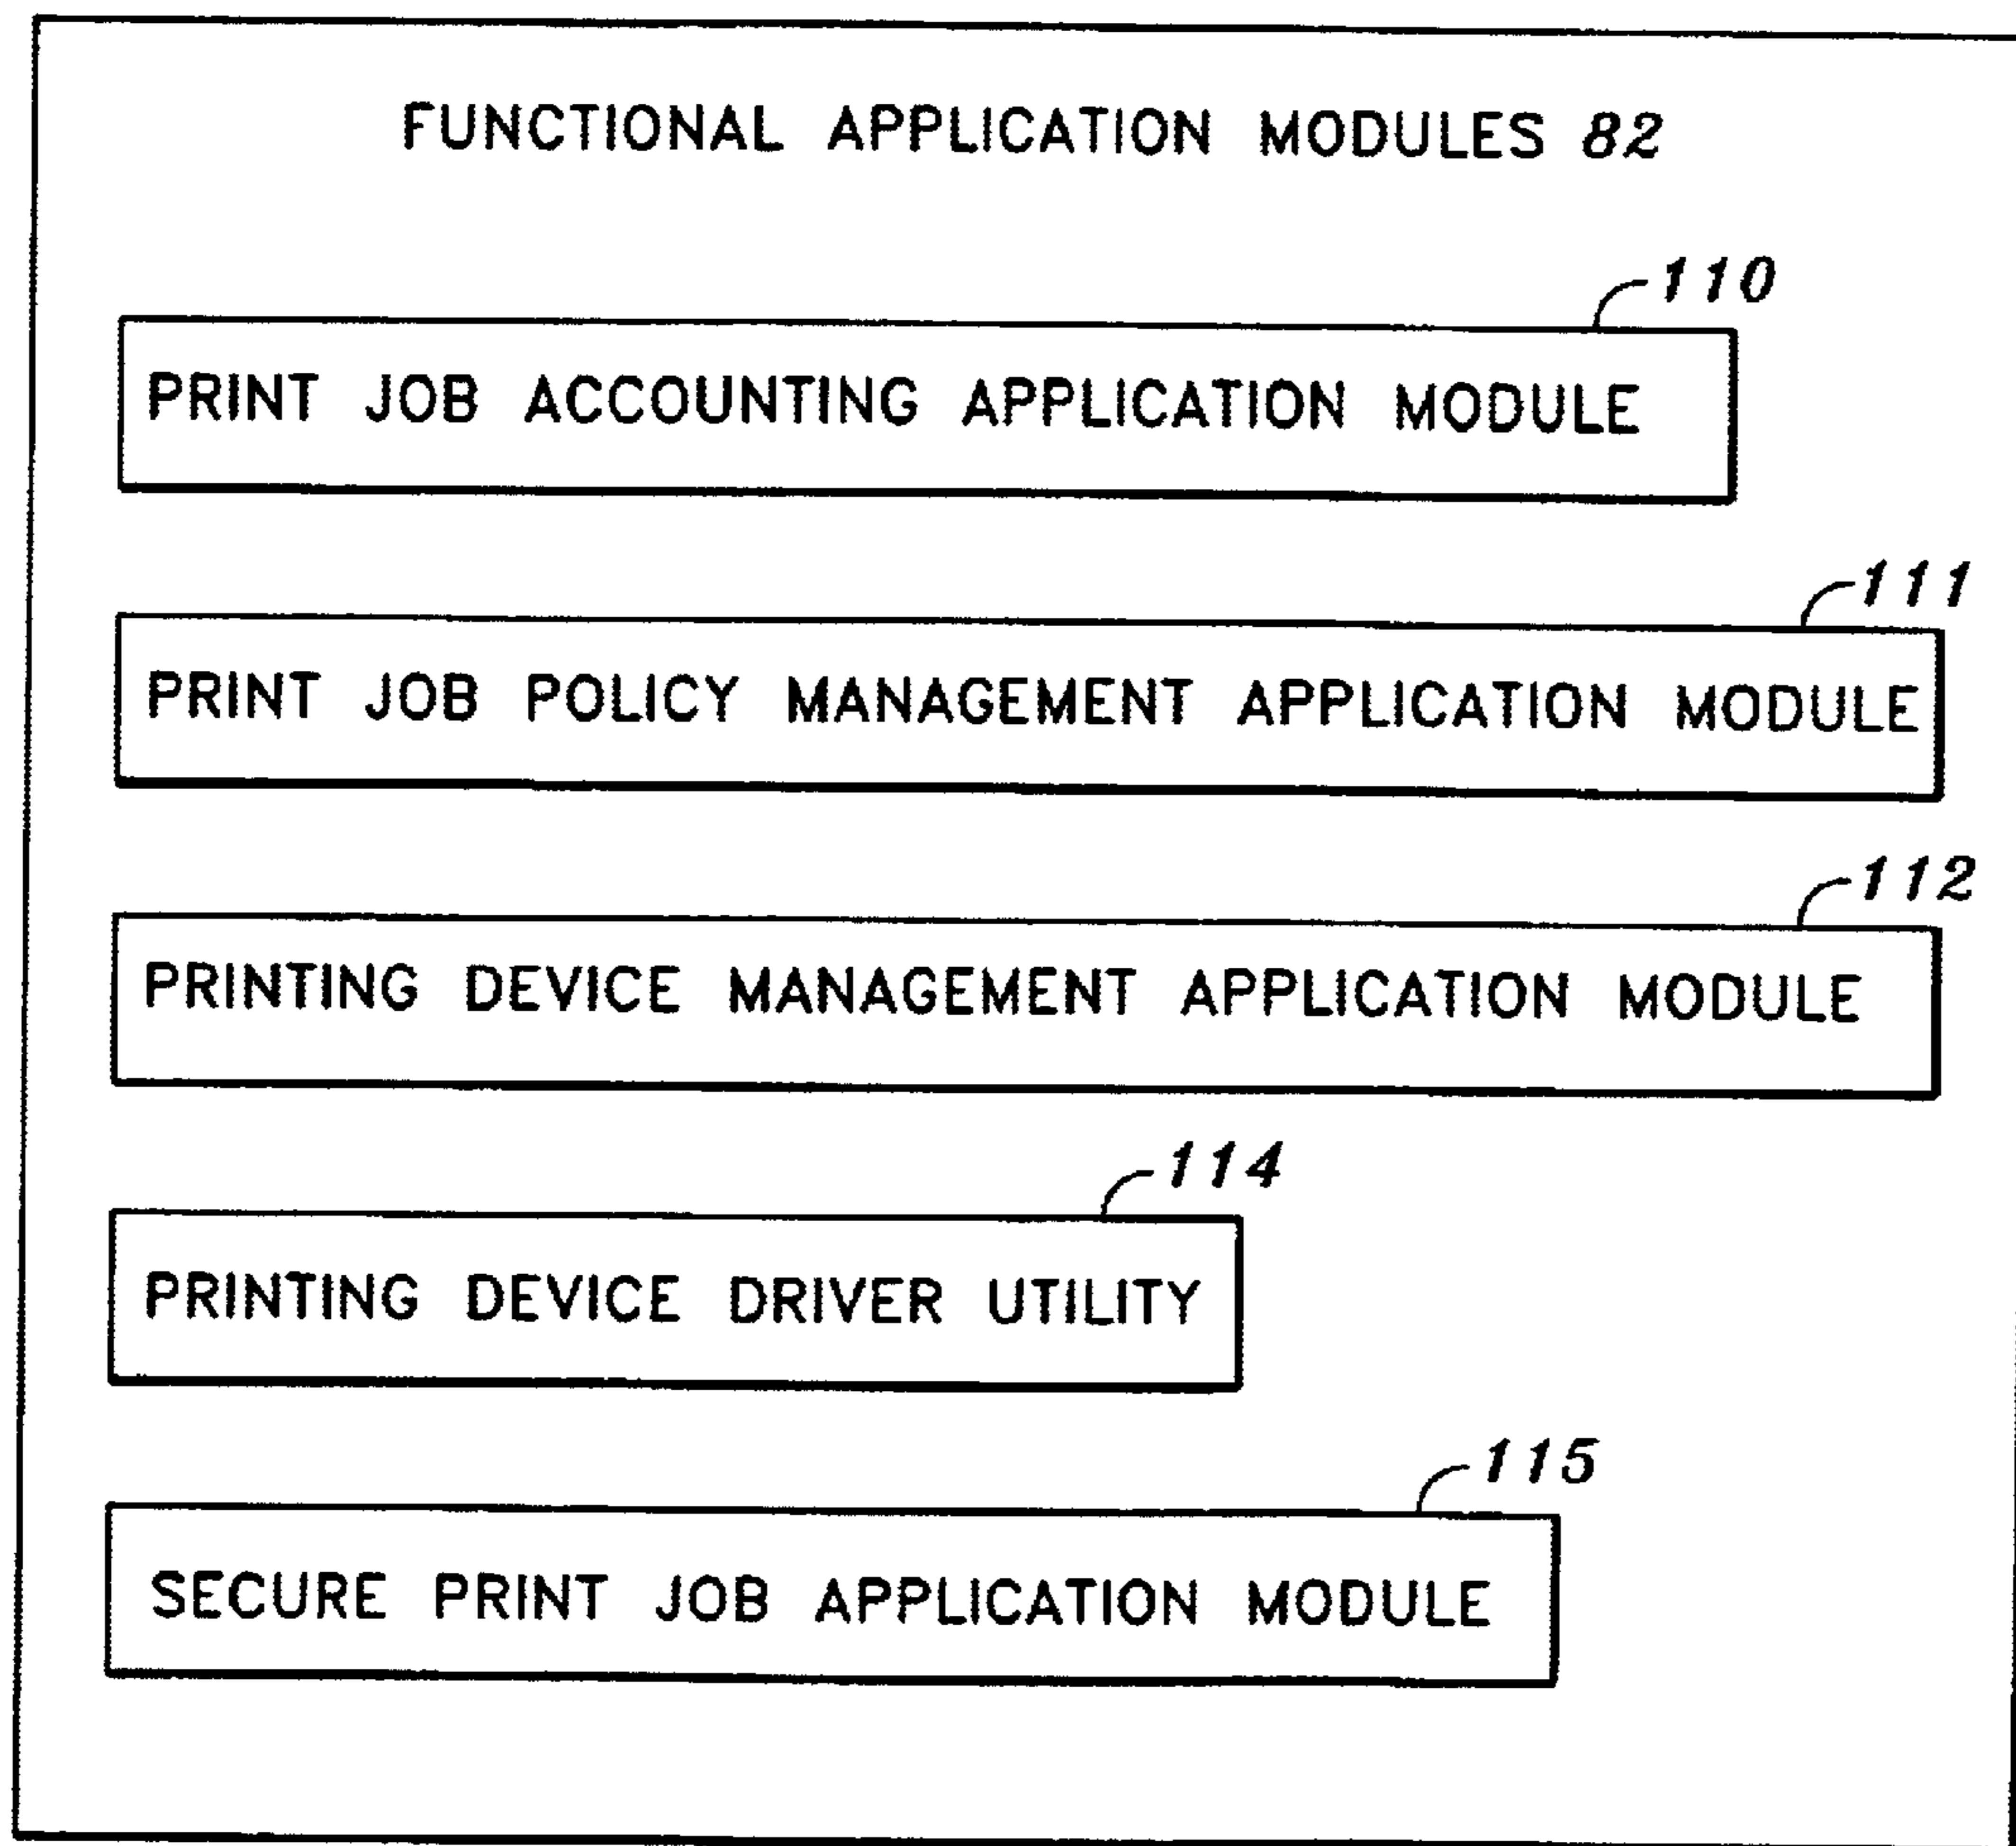 FUNCTIONAL APPLICATION MODULES 82
110
PRINT JOB ACCOUNTING APPLICATION MODULE
111
PRINT JOB POLICY MANAGEMENT APPLICATION MODULE
112
PRINTING DEVICE MANAGEMENT APPLICATION MODULE
114
PRINTING DEVICE DRIVER UTILITY
115
SECURE PRINT JOB APPLICATION MODULE